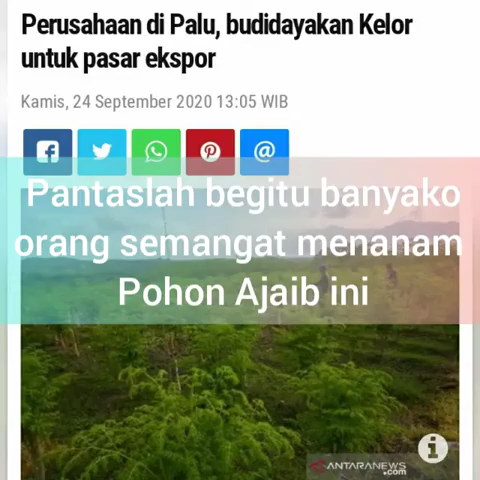 Perusahaan di Palu, budidayakan Kelor
untuk pasar ekspor
Kamis, 24 September 2020 13:05 WIB
Pantaslah begitu banyako
orang semangat menanam
Pohon Ajaib ini
ANTARANEWS
.com